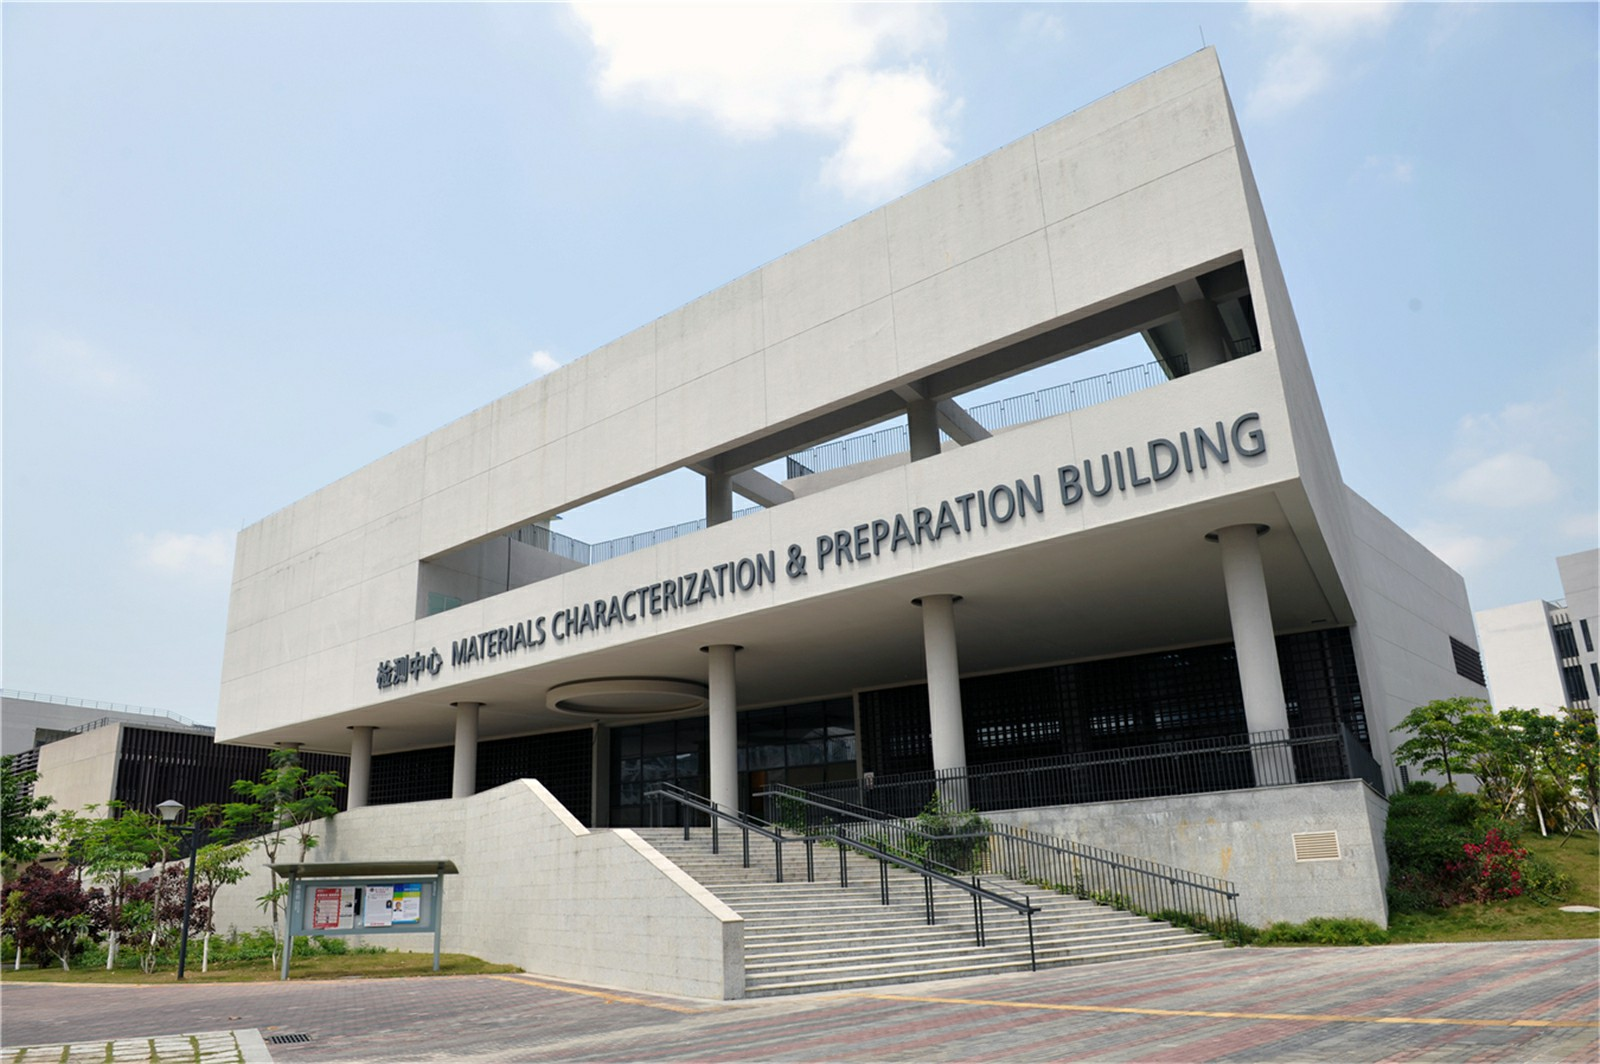 检测中心 MATERIALS CHARACTERIZATION & PREPARATION BUILDING